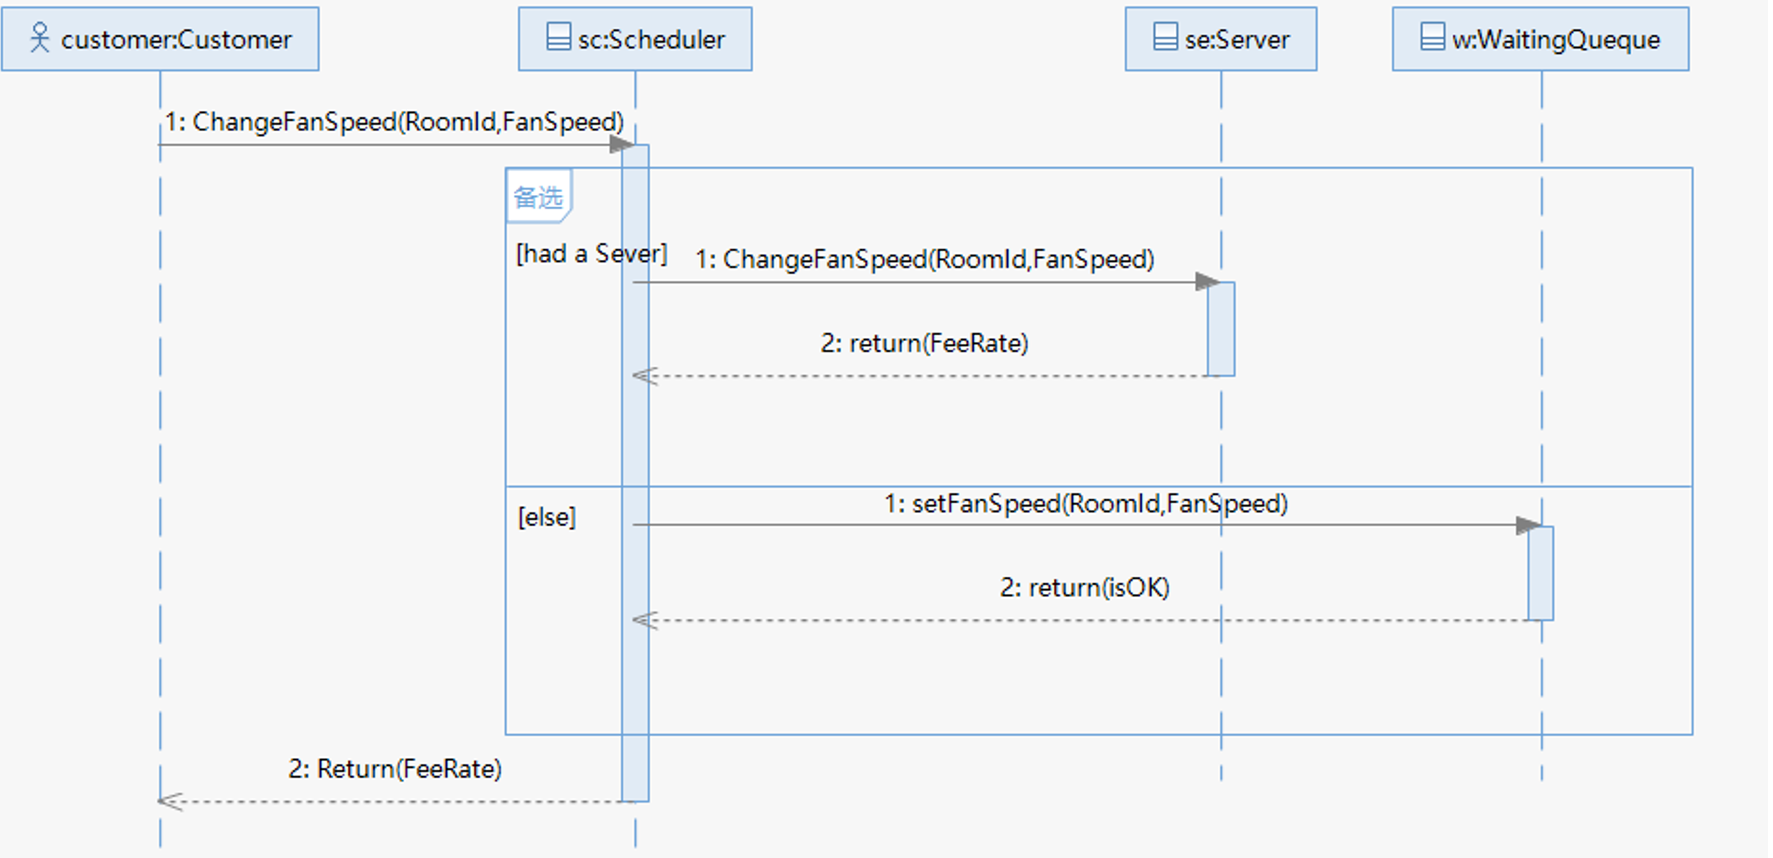 customer:Customer
sc:Scheduler
se:Server
w:WaitingQueque
1: ChangeFanSpeed(RoomId,FanSpeed)
备选
[had a Sever]
1: ChangeFanSpeed(RoomId,FanSpeed)
2: return(FeeRate)
1: setFanSpeed(RoomId,FanSpeed)
[else]
2: return(isOK)
2: Return(FeeRate)